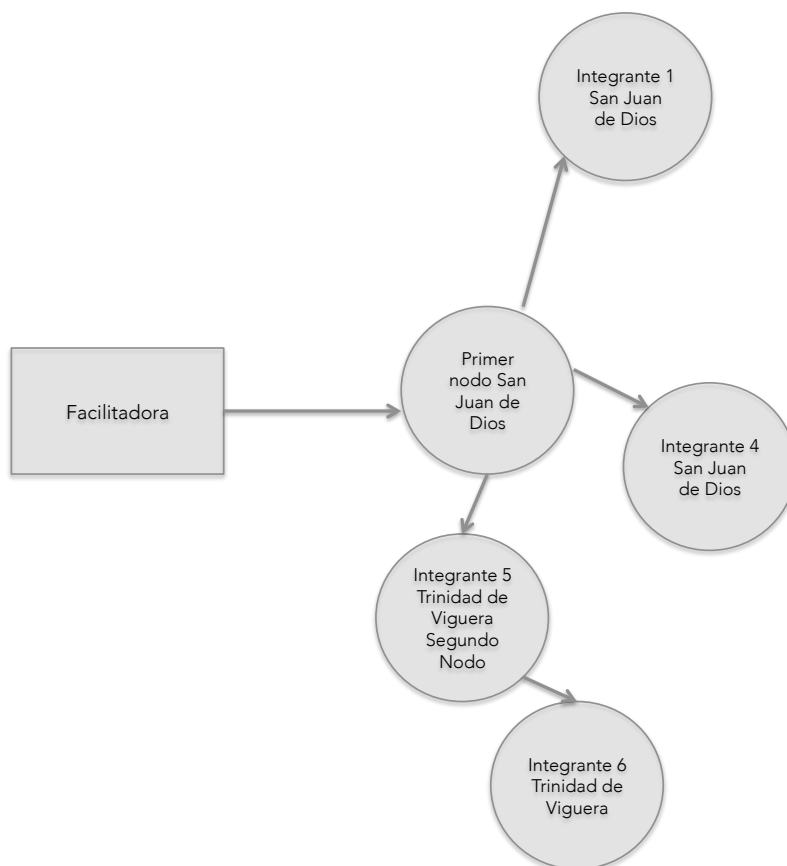 Integrante 1
San Juan
de Dios
Primer
nodo San
Juan de
Dios
Facilitadora
Integrante 4
San Juan
de Dios
Integrante 5
Trinidad de
Viguera
Segundo
Nodo
Integrante 6
Trinidad de
Viguera